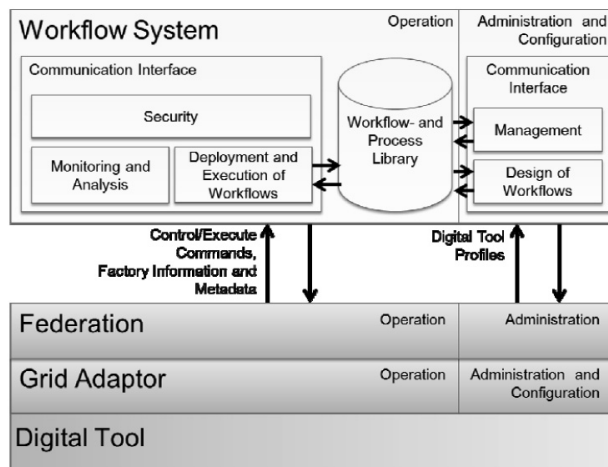 Workflow System
Operation
Administration and
Configuration
Communication Interface
Security
Monitoring and
Analysis
Deployment and
Execution of
Workflows
Workflow- and
Process
Library
Communication
Interface
Management
Design of
Workflows
Control/Execute
Commands,
Factory Information and
Metadata
Digital Tool
Profiles
Federation
Operation
Administration
Grid Adaptor
Operation
Administration and
Configuration
Digital Tool